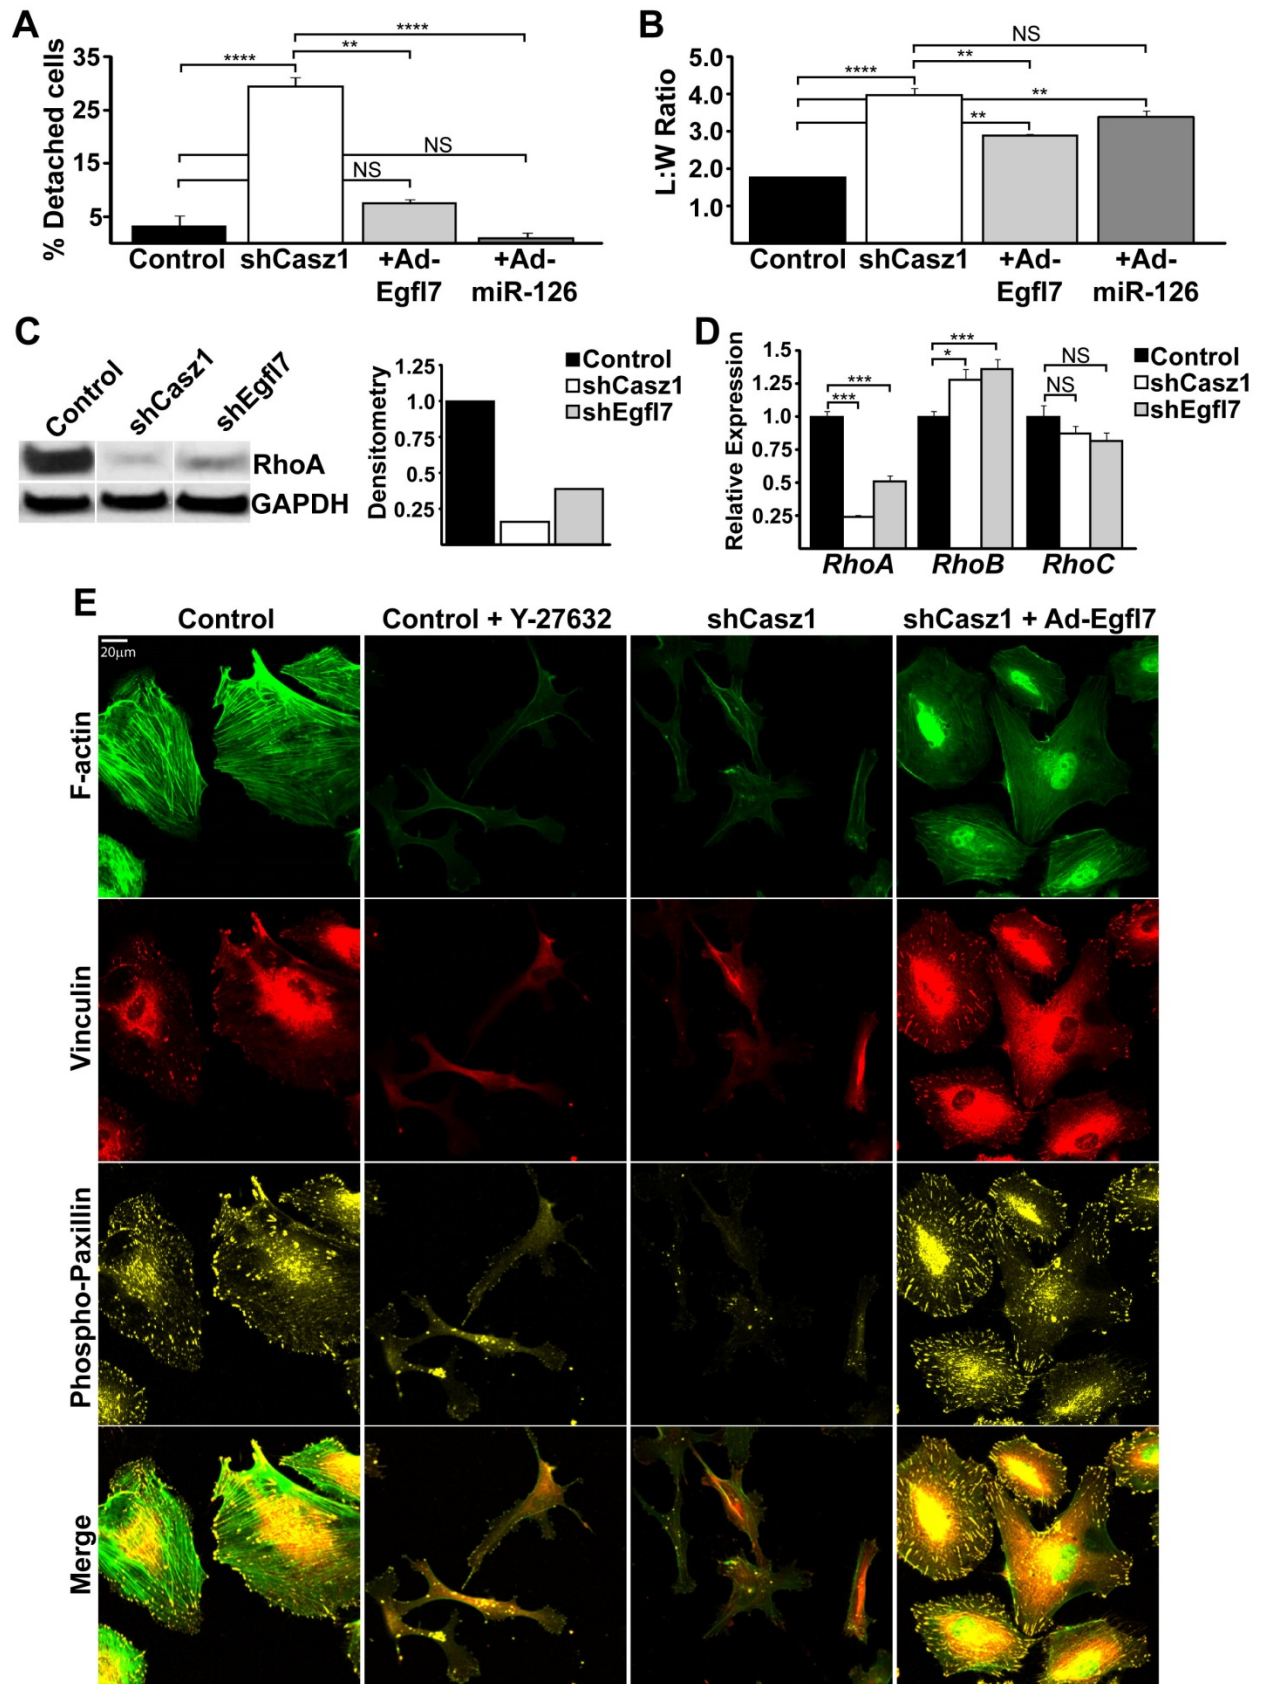 A
% Detached cells
35
25
15
5
****
**
****
NS
NS
Control
shCasz1
+Ad-
Egfl7
+Ad-
miR-126
B
L:W Ratio
5.0
4.0
3.0
2.0
1.0
NS
**
****
**
**
Control
shCasz1
+Ad-
Egfl7
+Ad-
miR-126
C
Control
shCasz1
shEgfl7
RhoA
GAPDH
Densitometry
1.25
1.0
0.75
0.5
0.25
Control
shCasz1
shEgfl7
D
Relative Expression
1.5
1.25
1.0
0.75
0.5
0.25
***
***
***
*
NS
NS
RhoA
RhoB
RhoC
Control
shCasz1
shEgfl7
E
Control
Control + Y-27632
shCasz1
shCasz1 + Ad-Egfl7
20μm
F-actin
Vinculin
Phospho-Paxillin
Merge